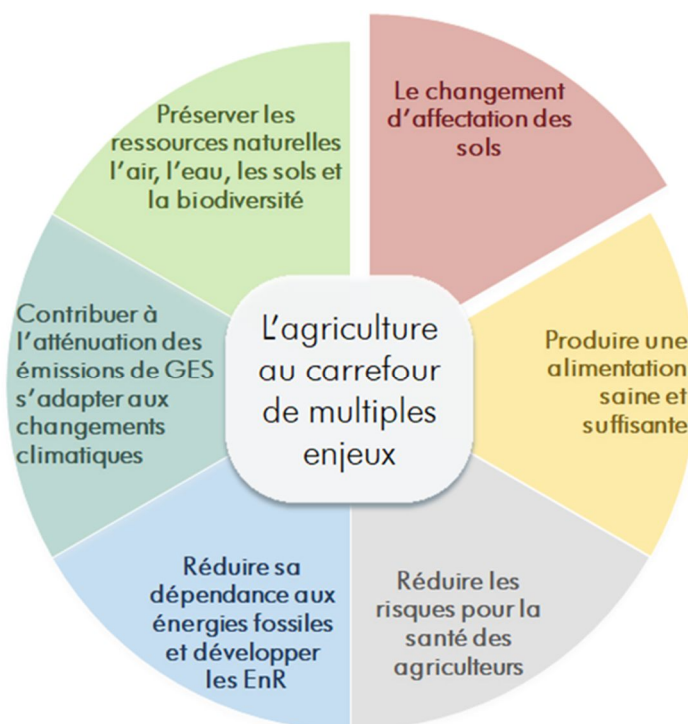 Le changement
d'affectation des
sols
Produire une
alimentation
saine et
suffisante
Réduire les
risques pour la
santé des
agriculteurs
Réduire sa
dépendance aux
énergies fossiles
et développer
les EnR
Contribuer à
l'atténuation des
émissions de GES
s'adapter aux
changements
climatiques
Préserver les
ressources naturelles
l'air, l'eau, les sols et
la biodiversité
L'agriculture
au carrefour
de multiples
enjeux